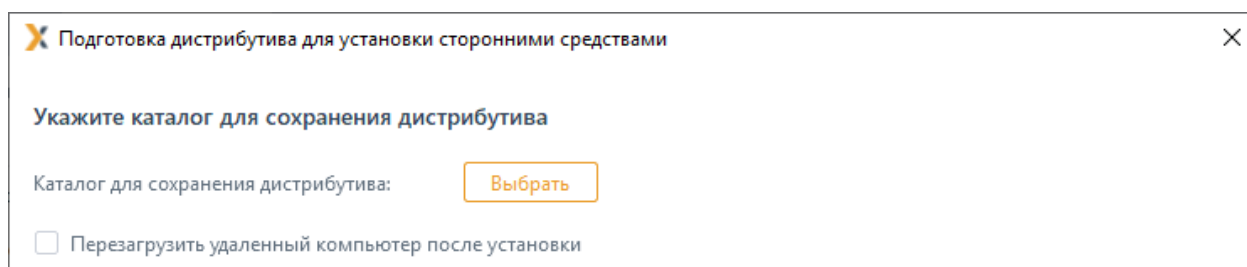 Подготовка дистрибутива для установки сторонними средствами
Укажите каталог для сохранения дистрибутива
Каталог для сохранения дистрибутива: Выбрать
Перезагрузить удаленный компьютер после установки